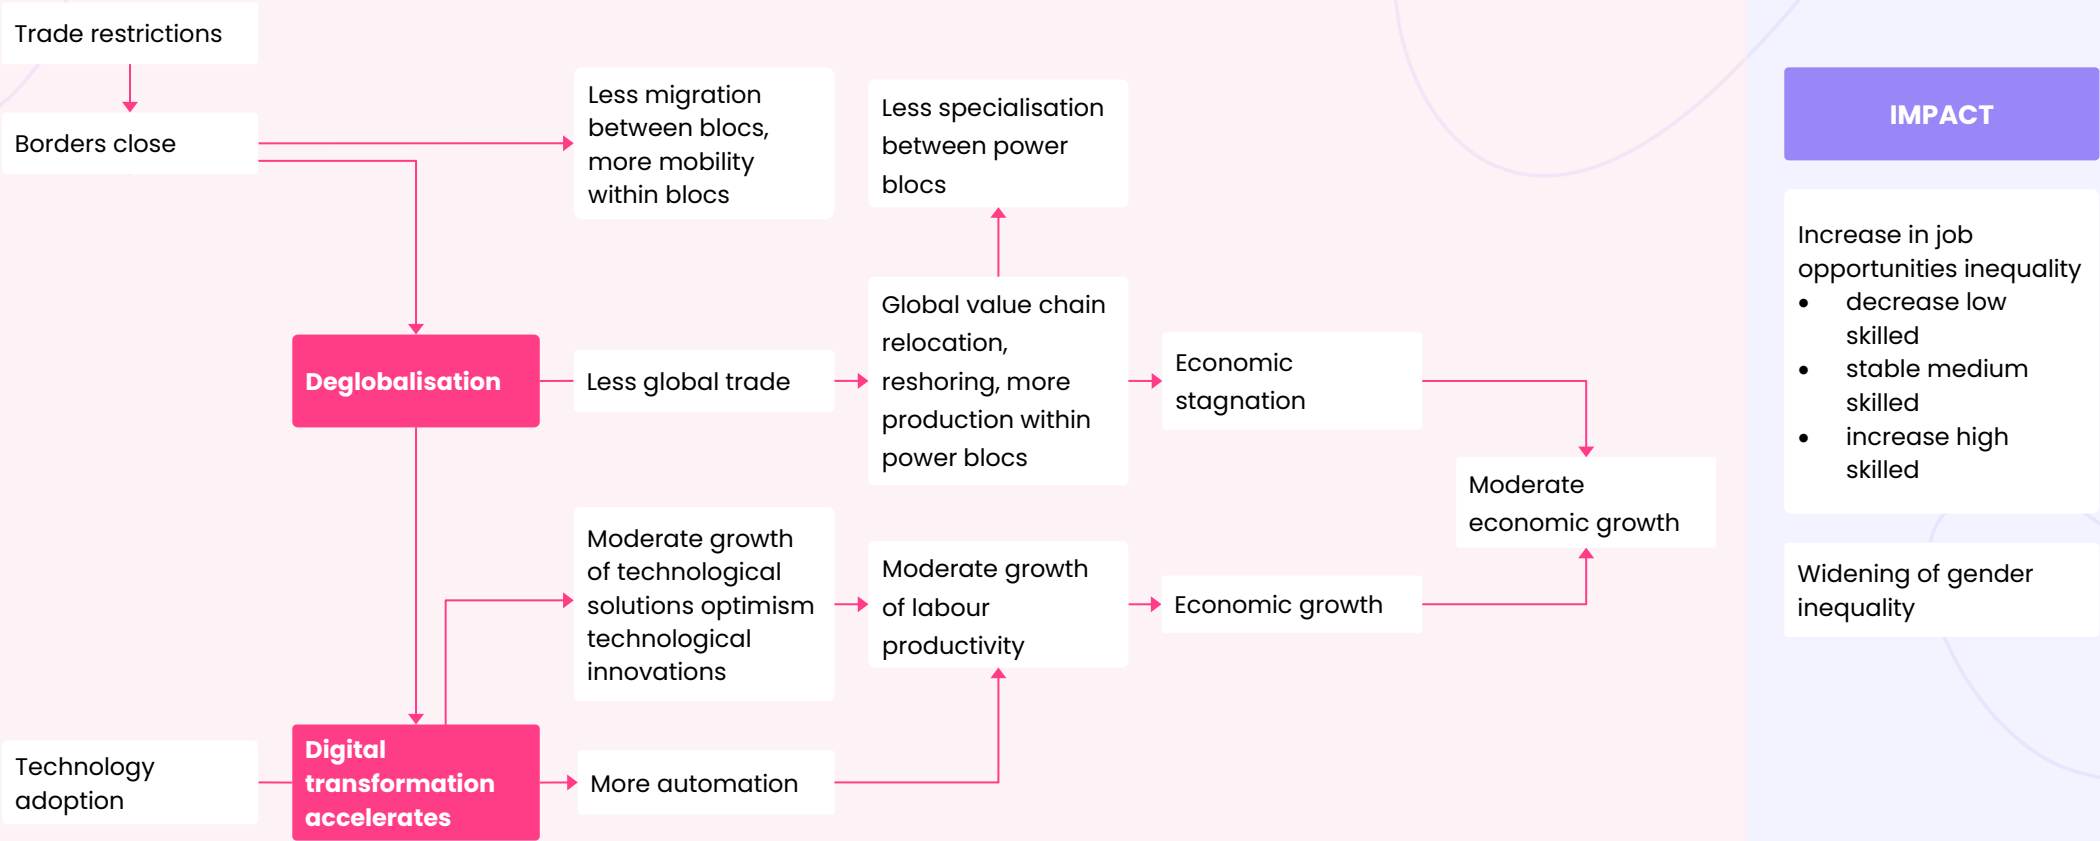 Trade restrictions
Borders close
Less migration
between blocs,
more mobility
within blocs
Less specialisation
between power
blocs
Deglobalisation
Less global trade
Global value chain
relocation,
reshoring, more
production within
power blocs
Economic
stagnation
Moderate
economic growth
Moderate growth
of technological
solutions optimism
technological
innovations
Moderate growth
of labour
productivity
Economic growth
Technology
adoption
Digital
transformation
accelerates
More automation
IMPACT
Increase in job
opportunities inequality
• decrease low
skilled
• stable medium
skilled
• increase high
skilled
Widening of gender
inequality